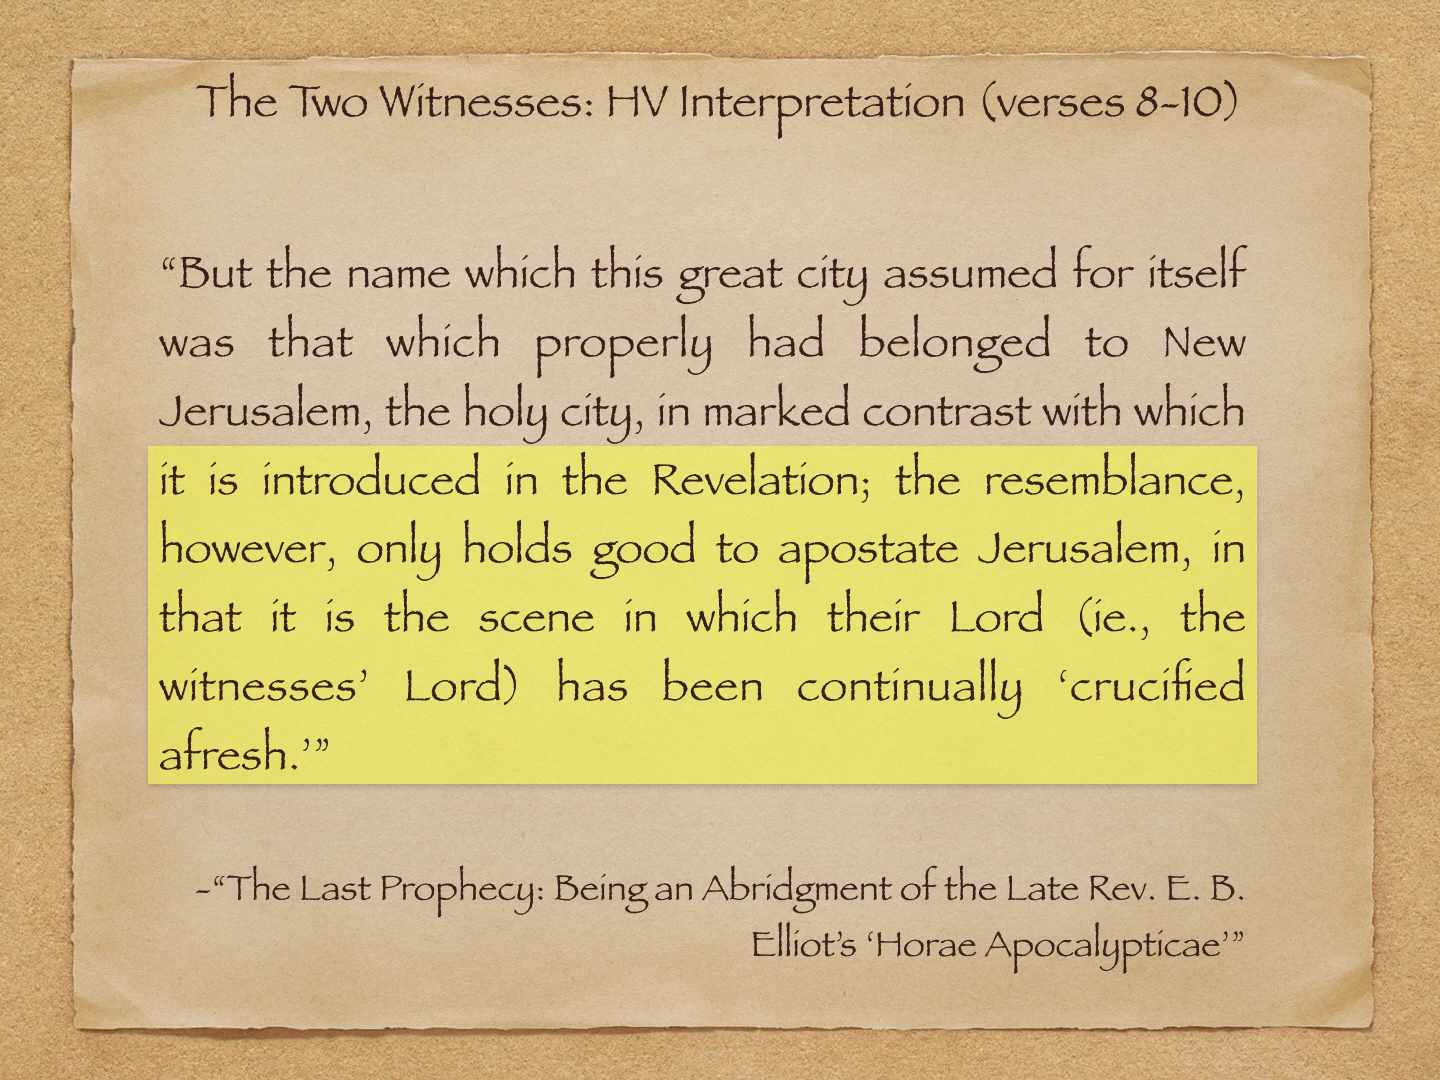 The Two Witnesses: HV Interpretation (verses 8-10)
“But the name which this great city assumed for itself
was that which properly had belonged to New
Jerusalem, the holy city, in marked contrast with which
it is introduced in the Revelation; the resemblance,
however, only holds good to apostate Jerusalem, in
that it is the scene in which their Lord (ie., the
witnesses’ Lord) has been continually ‘crucified
afresh.’”
-“The Last Prophecy: Being an Abridgment of the Late Rev. E. B.
Elliot’s ‘Horae Apocalypticae’”